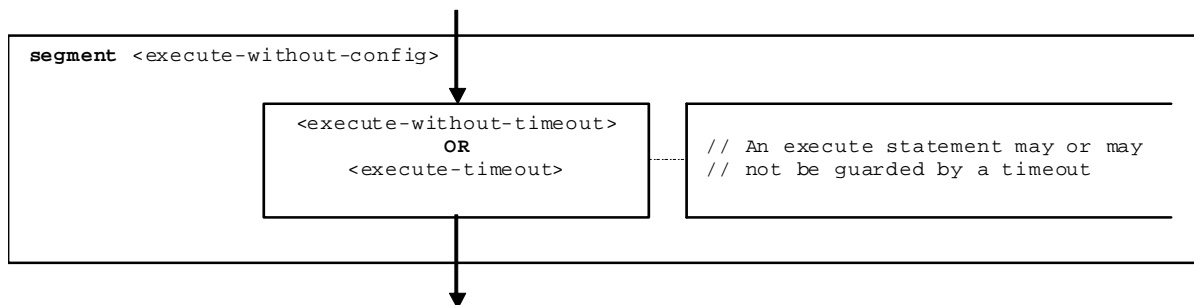 segment <execute-without-config>
<execute-without-timeout>
OR
<execute-timeout>
// An execute statement may or may
// not be guarded by a timeout